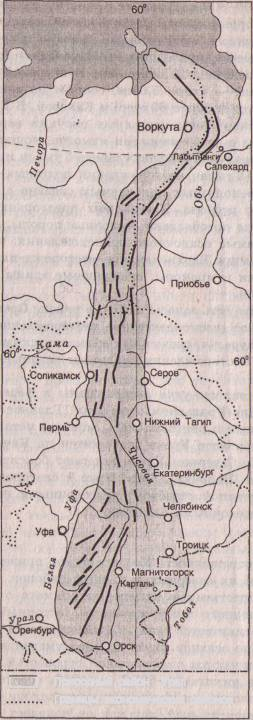 60°
Воркута
Лабытнанги
Салехард
Печора
Обь
Приобье
Кама
60°
60°
Соликамск
Серов
Пермь
Нижний Тагил
Чусовая
Екатеринбург
Уфа
Челябинск
Уфа
Троицк
Белая
Магнитогорск
Карталы
Тобол
Урал
Оренбург
Орск